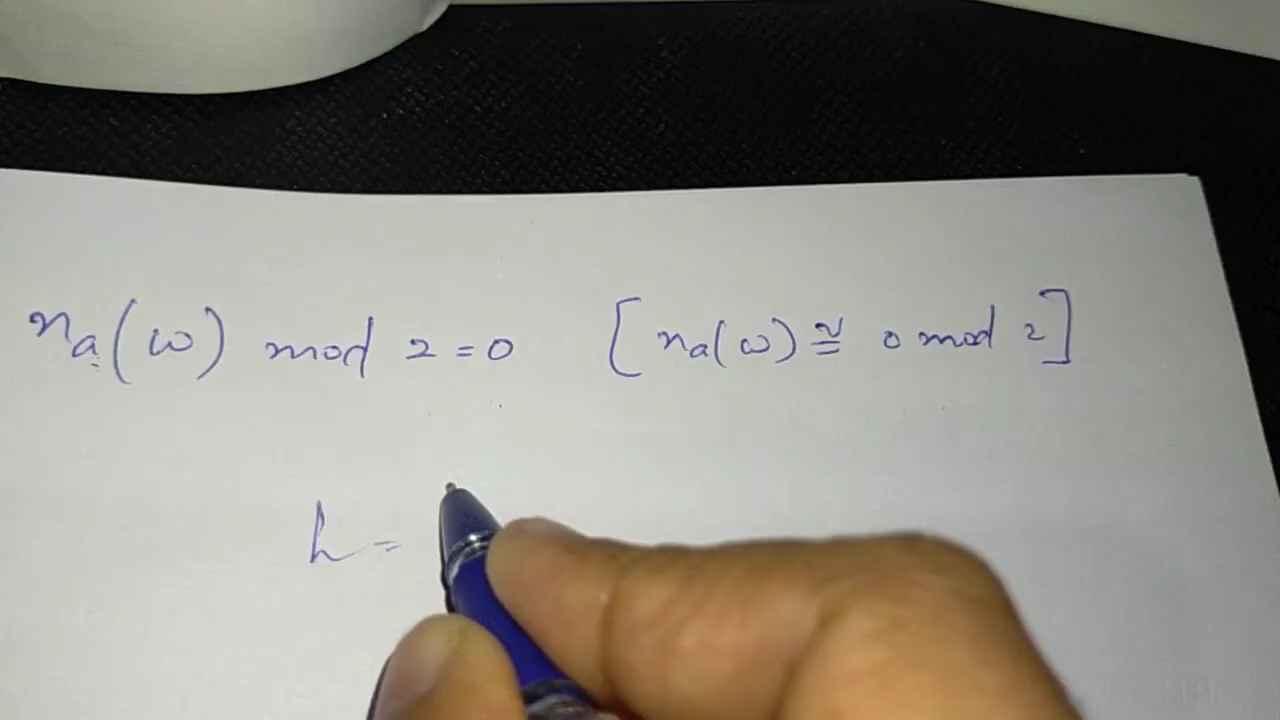 na(ω) mod 2 = 0 [na(ω) ≅ 0 mod 2]
L =